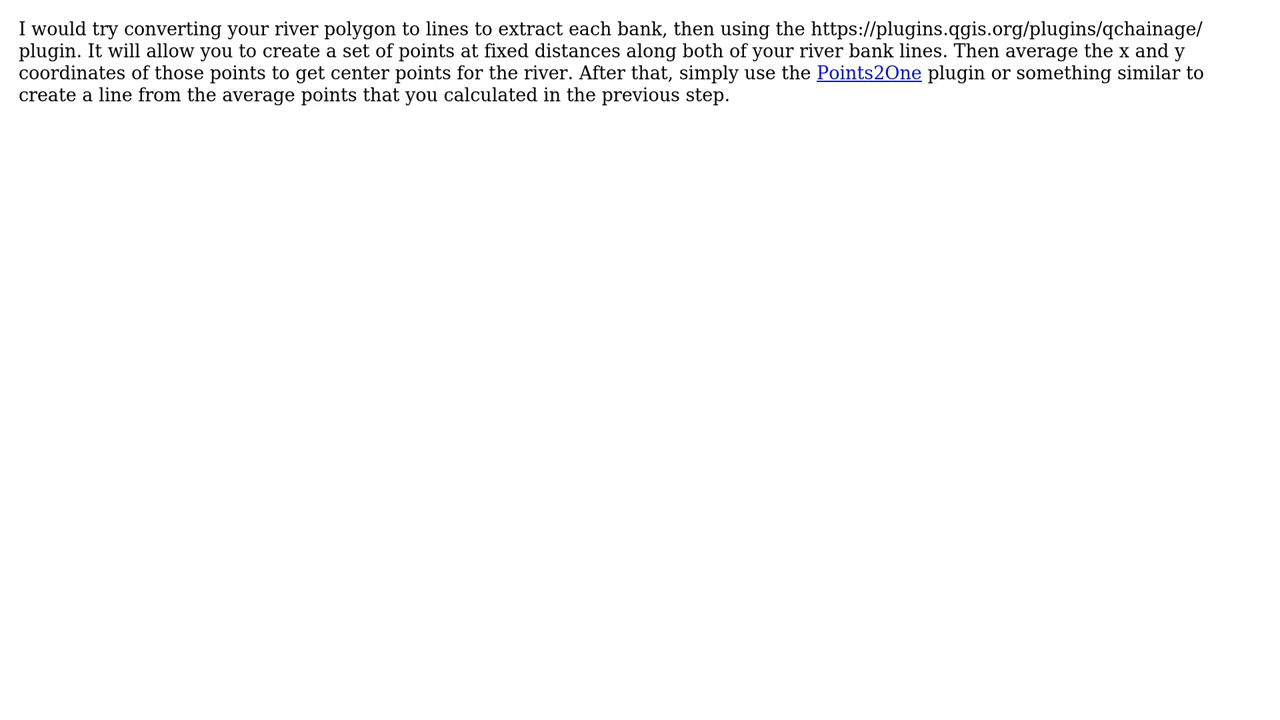 I would try converting your river polygon to lines to extract each bank, then using the https://plugins.qgis.org/plugins/qchainage/
plugin. It will allow you to create a set of points at fixed distances along both of your river bank lines. Then average the x and y
coordinates of those points to get center points for the river. After that, simply use the Points2One plugin or something similar to
create a line from the average points that you calculated in the previous step.